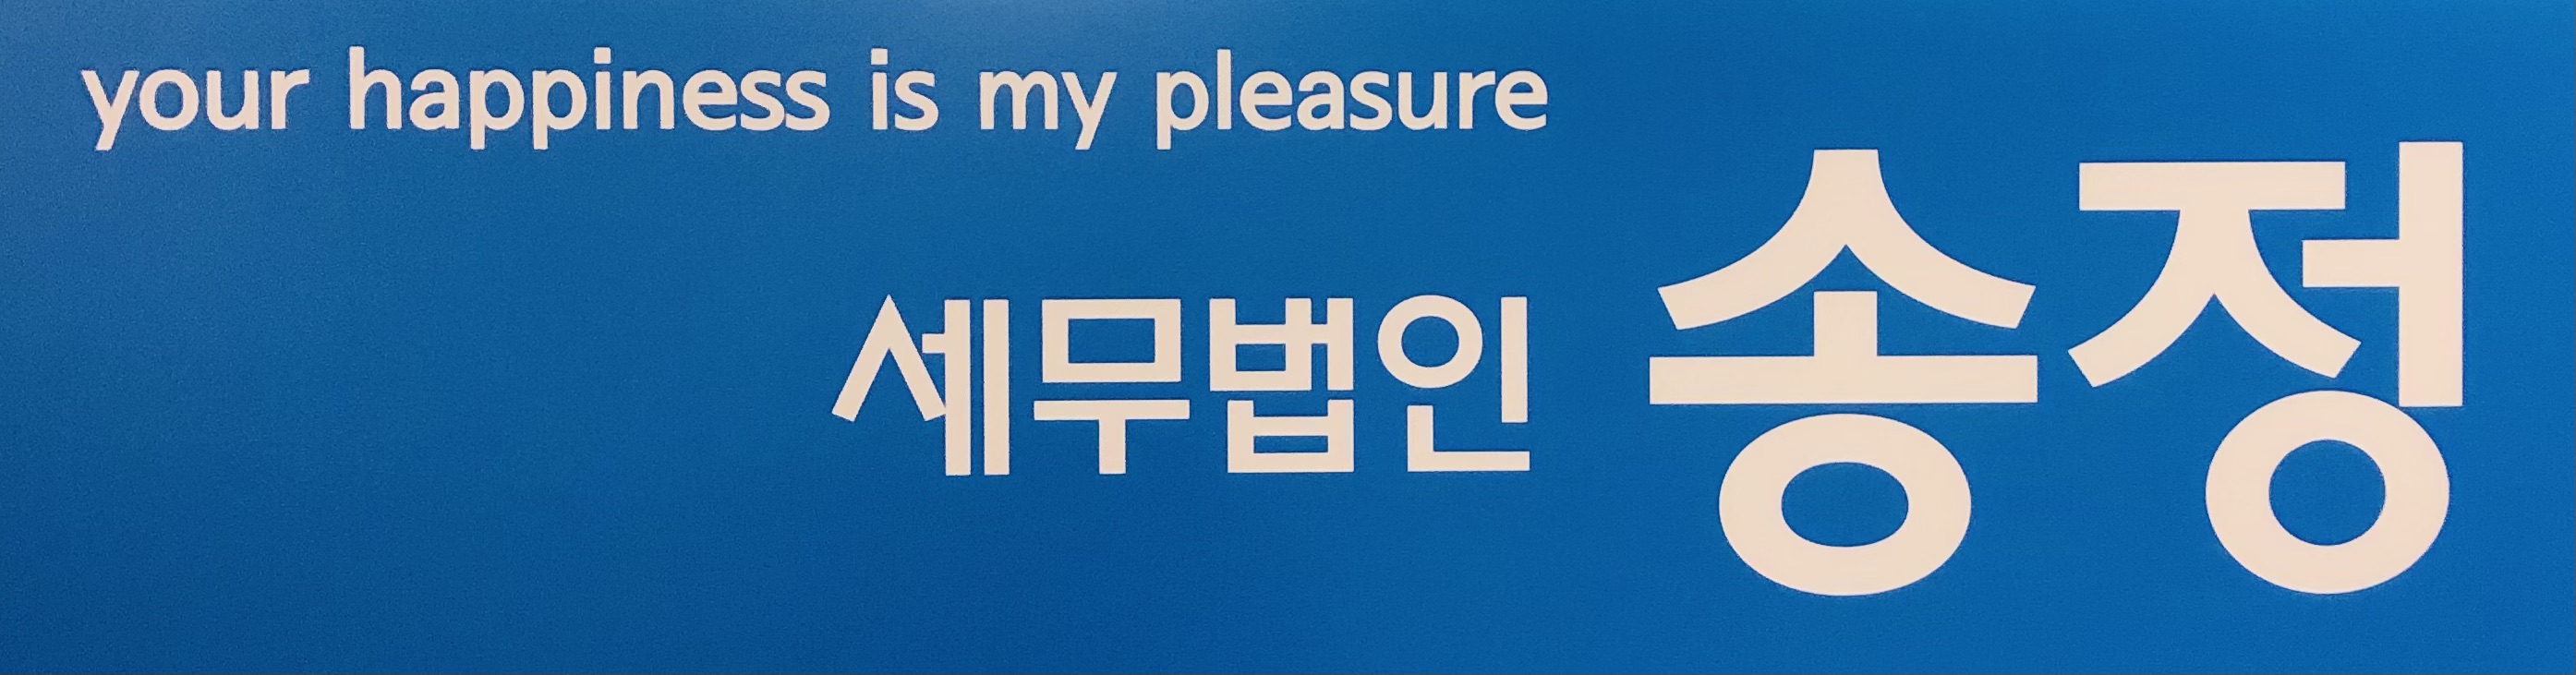 your happiness is my pleasure
세무법인 송정